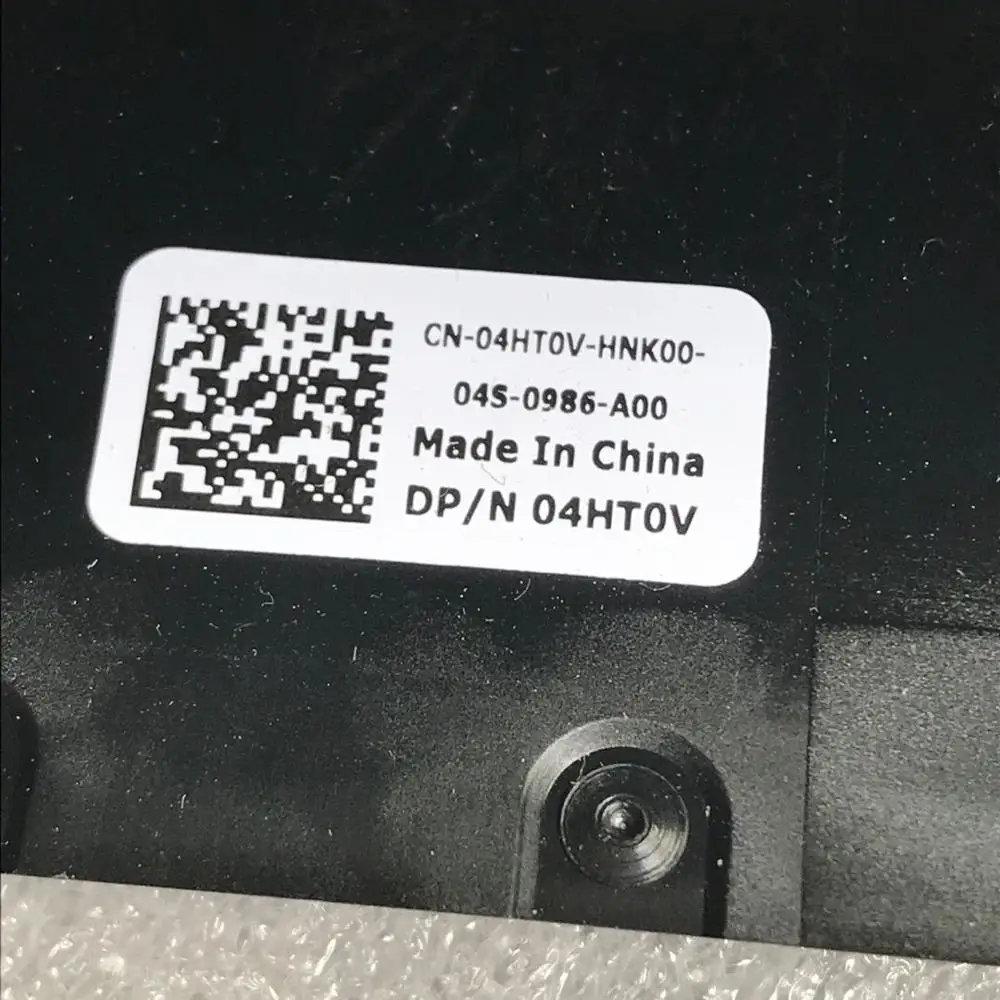 CN-04HT0V-HNK00-
04S-0986-A00
Made In China
DP/N 04HT0V